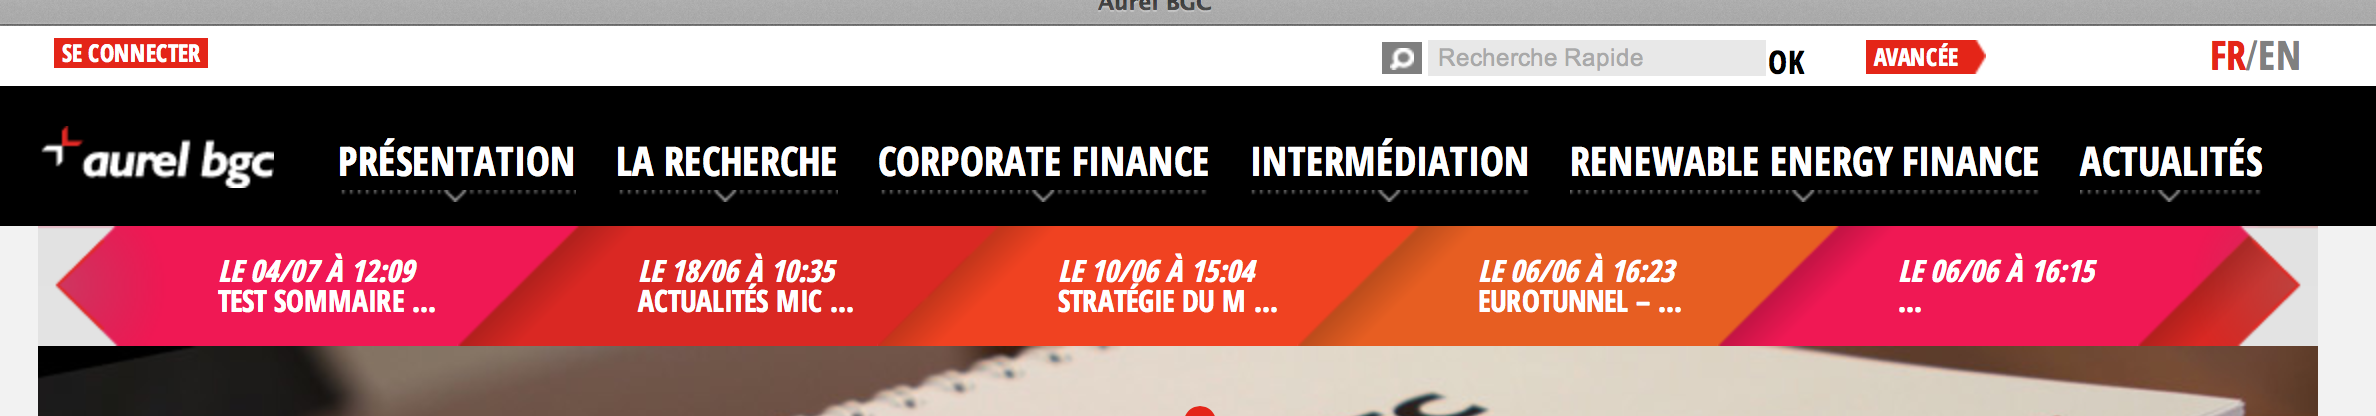 Aurel BGC
SE CONNECTER
Recherche Rapide
OK
AVANCÉE
FR/EN
aurel bgc
PRÉSENTATION
LA RECHERCHE
CORPORATE FINANCE
INTERMÉDIATION
RENEWABLE ENERGY FINANCE
ACTUALITÉS
LE 04/07 À 12:09
TEST SOMMAIRE ...
LE 18/06 À 10:35
ACTUALITÉS MIC ...
LE 10/06 À 15:04
STRATÉGIE DU M ...
LE 06/06 À 16:23
EUROTUNNEL – ...
LE 06/06 À 16:15
...